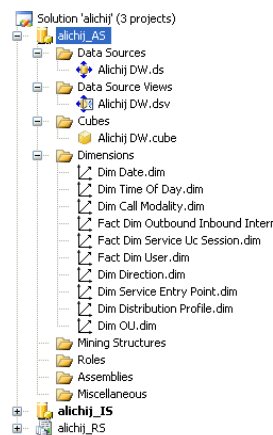 Solution 'alichij' (3 projects)
alichij_AS
Data Sources
Alichij DW.ds
Data Source Views
Alichij DW.dsv
Cubes
Alichij DW.cube
Dimensions
Dim Date.dim
Dim Time Of Day.dim
Dim Call Modality.dim
Fact Dim Outbound Inbound Intern
Fact Dim Service Uc Session.dim
Fact Dim User.dim
Dim Direction.dim
Dim Service Entry Point.dim
Dim Distribution Profile.dim
Dim OU.dim
Mining Structures
Roles
Assemblies
Miscellaneous
alichij_IS
alichij_RS